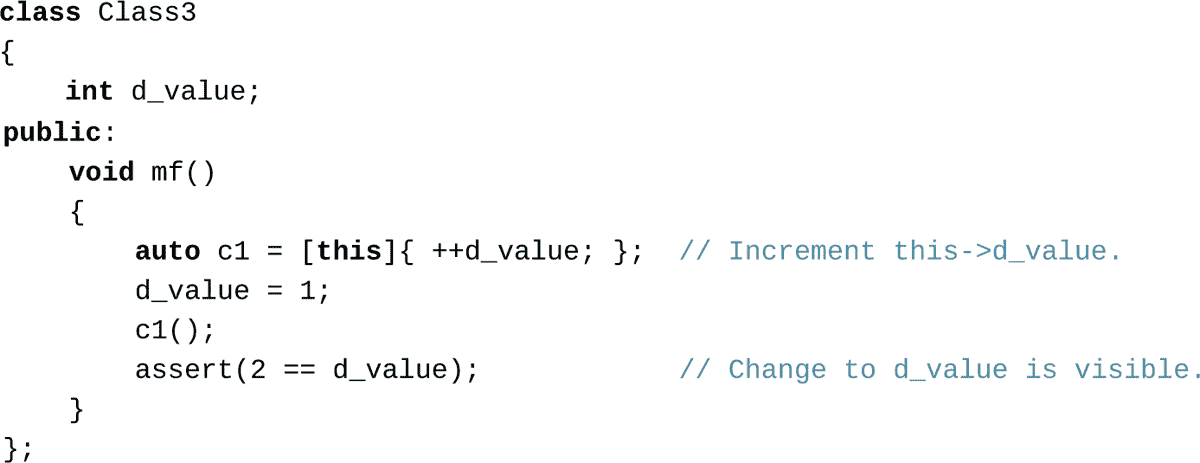 class Class3
{
    int d_value;
public:
    void mf()
    {
        auto c1 = [this]{ ++d_value; };  // Increment this->d_value.
        d_value = 1;
        c1();
        assert(2 == d_value);            // Change to d_value is visible.
    }
};